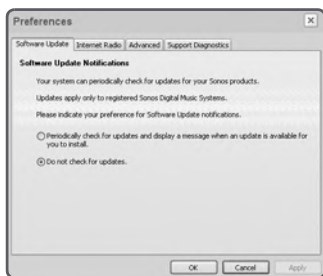 Preferences
Software Update Internet Radio Advanced Support Diagnostics
Software Update Notifications
Your system can periodically check for updates for your Sonos products.
Updates apply only to registered Sonos Digital Music Systems.
Please indicate your preference for Software Update notifications.
Periodically check for updates and display a message when an update is available for
you to install.
Do not check for updates.
OK Cancel Apply